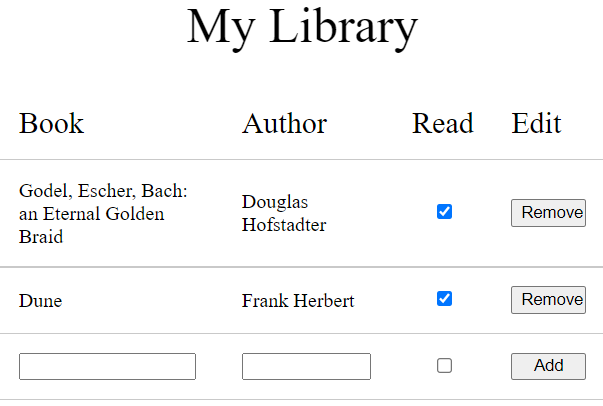 My Library
Book Author Read Edit
Godel, Escher, Bach:
an Eternal Golden
Braid
Douglas
Hofstadter
Remove
Dune Frank Herbert Remove
Add